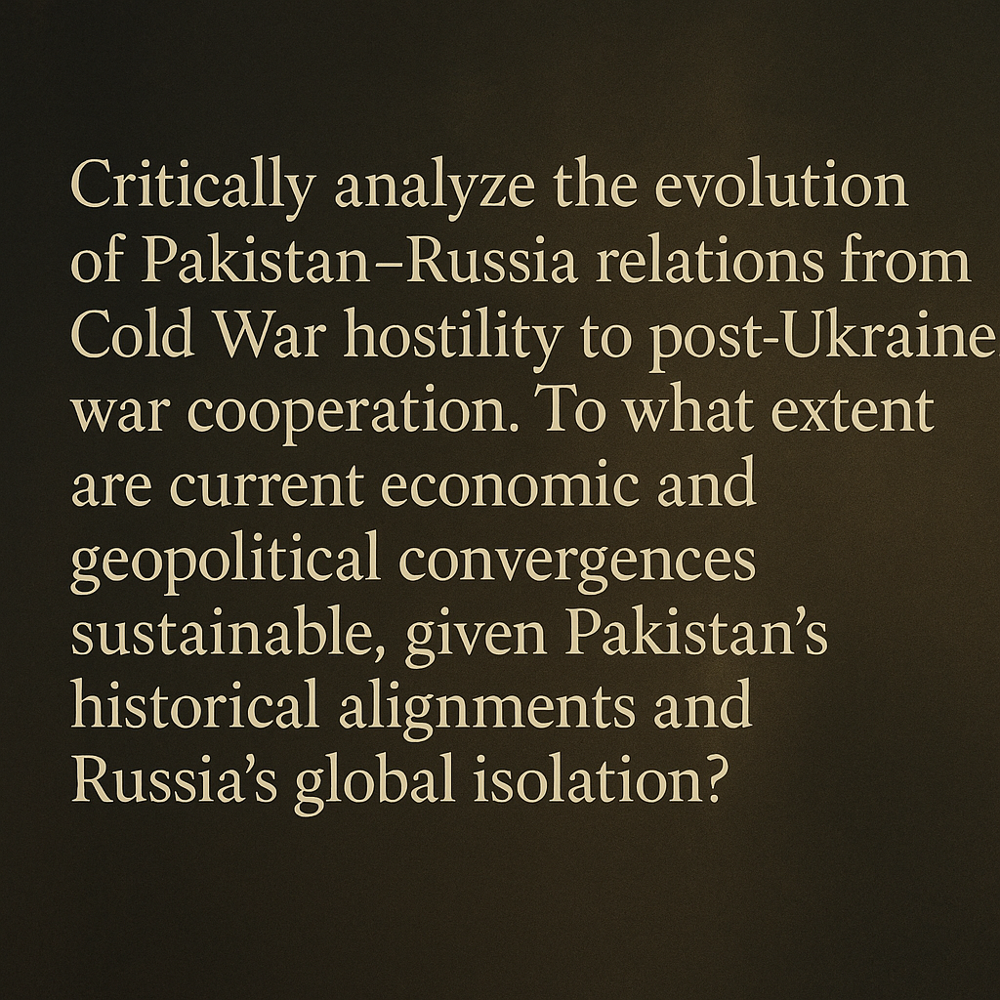 Critically analyze the evolution
of Pakistan–Russia relations from
Cold War hostility to post-Ukraine
war cooperation. To what extent
are current economic and
geopolitical convergences
sustainable, given Pakistan’s
historical alignments and
Russia’s global isolation?